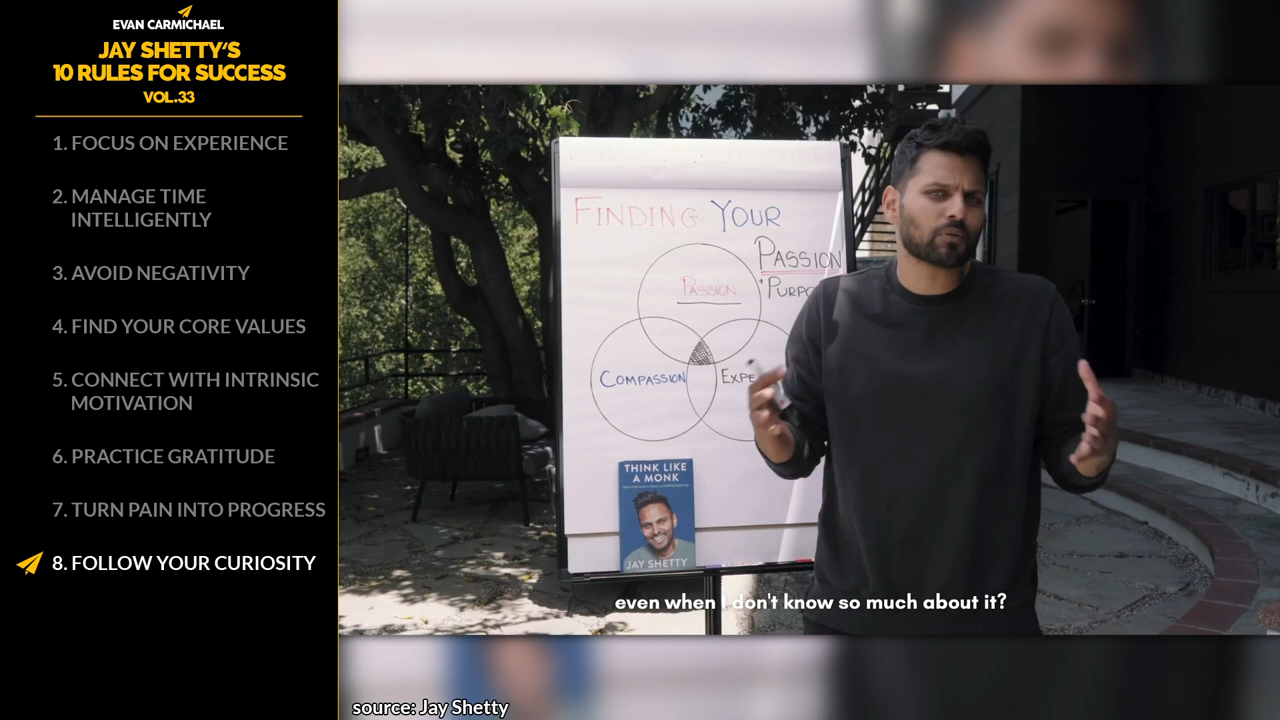 EVAN CARMICHAEL
JAY SHETTY'S
10 RULES FOR SUCCESS
VOL.33
1. FOCUS ON EXPERIENCE
2. MANAGE TIME
INTELLIGENTLY
3. AVOID NEGATIVITY
4. FIND YOUR CORE VALUES
5. CONNECT WITH INTRINSIC
MOTIVATION
6. PRACTICE GRATITUDE
7. TURN PAIN INTO PROGRESS
8. FOLLOW YOUR CURIOSITY
FINDING YOUR
PASSION
PURPO
PASSION
COMPASSION
EXPE
THINK LIKE
A MONK
JAY SHETTY
even when I don't know so much about it?
source: Jay Shetty